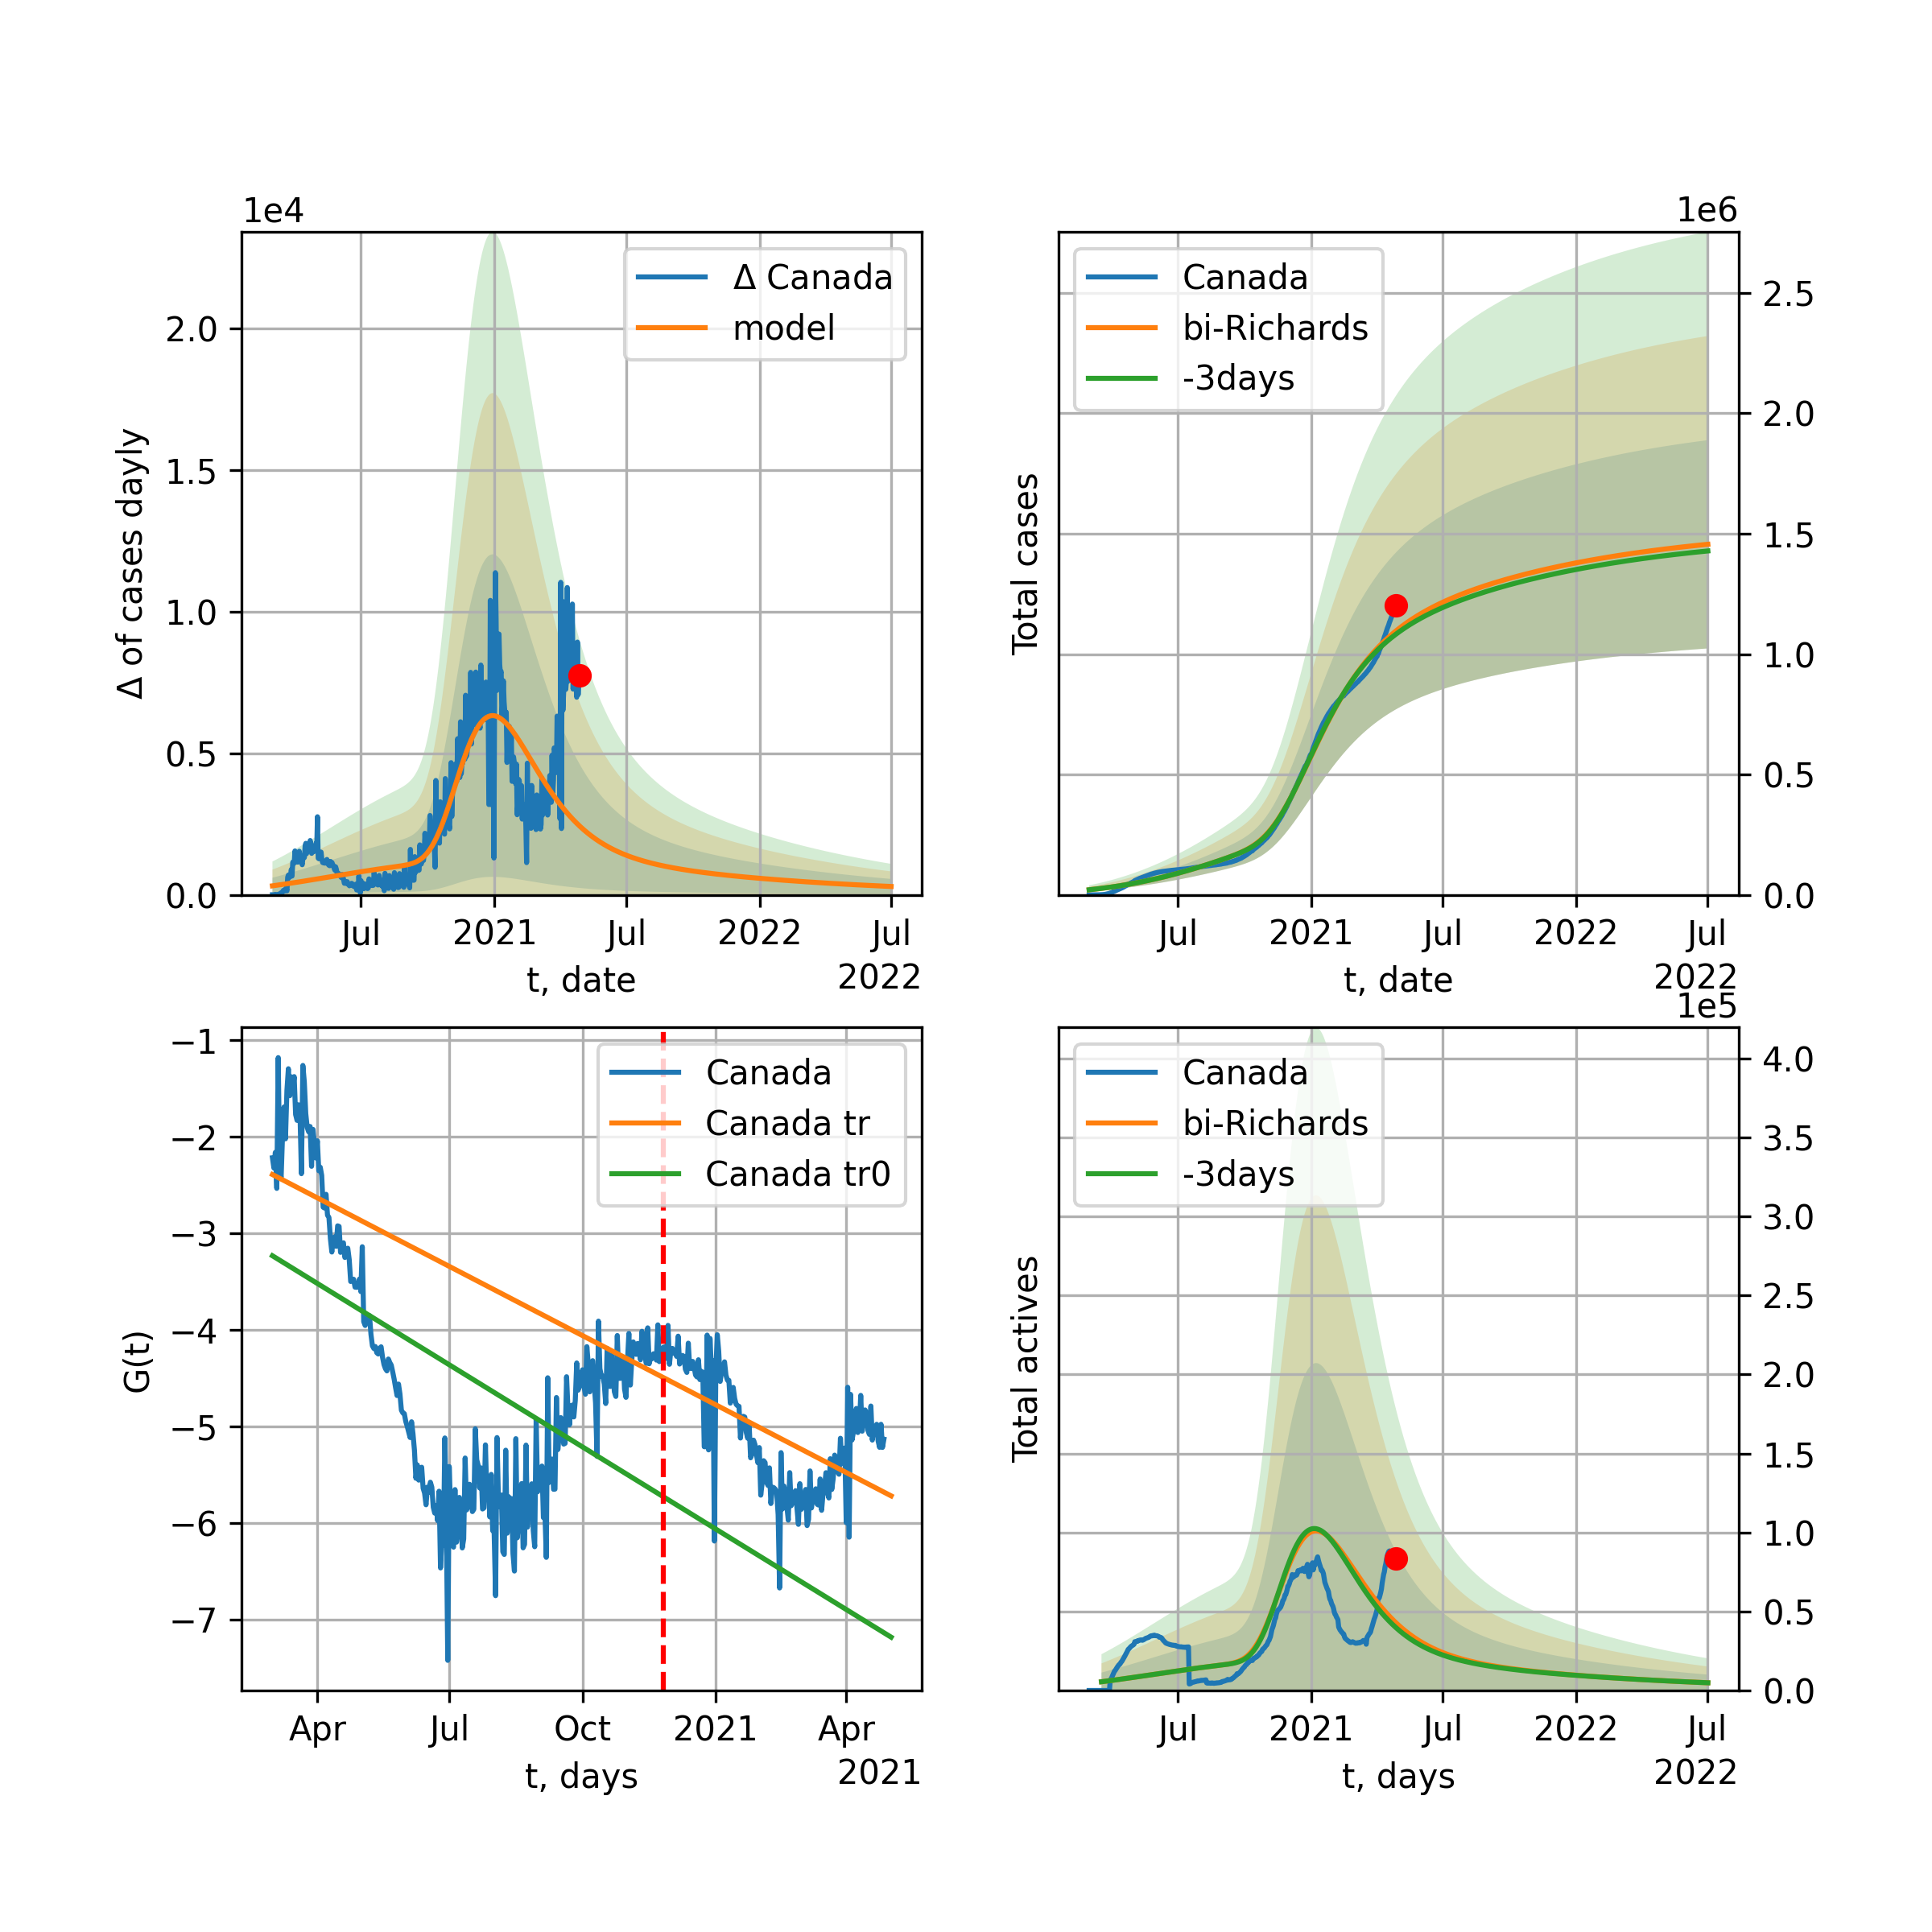 1e4
2.0
1.5
1.0
0.5
0.0
Δ of cases dayly
Δ Canada
model
Jul
2021
Jul
2022
Jul
2022
t, date
1e6
Canada
bi-Richards
-3days
Total cases
2.5
2.0
1.5
1.0
0.5
0.0
Jul
2021
Jul
2022
Jul
2022
t, date
−1
−2
−3
−4
−5
−6
−7
G(t)
Canada
Canada tr
Canada tr0
Apr
Jul
Oct
2021
Apr
2021
t, days
1e5
Canada
bi-Richards
-3days
Total actives
4.0
3.5
3.0
2.5
2.0
1.5
1.0
0.5
0.0
Jul
2021
Jul
2022
Jul
2022
t, days